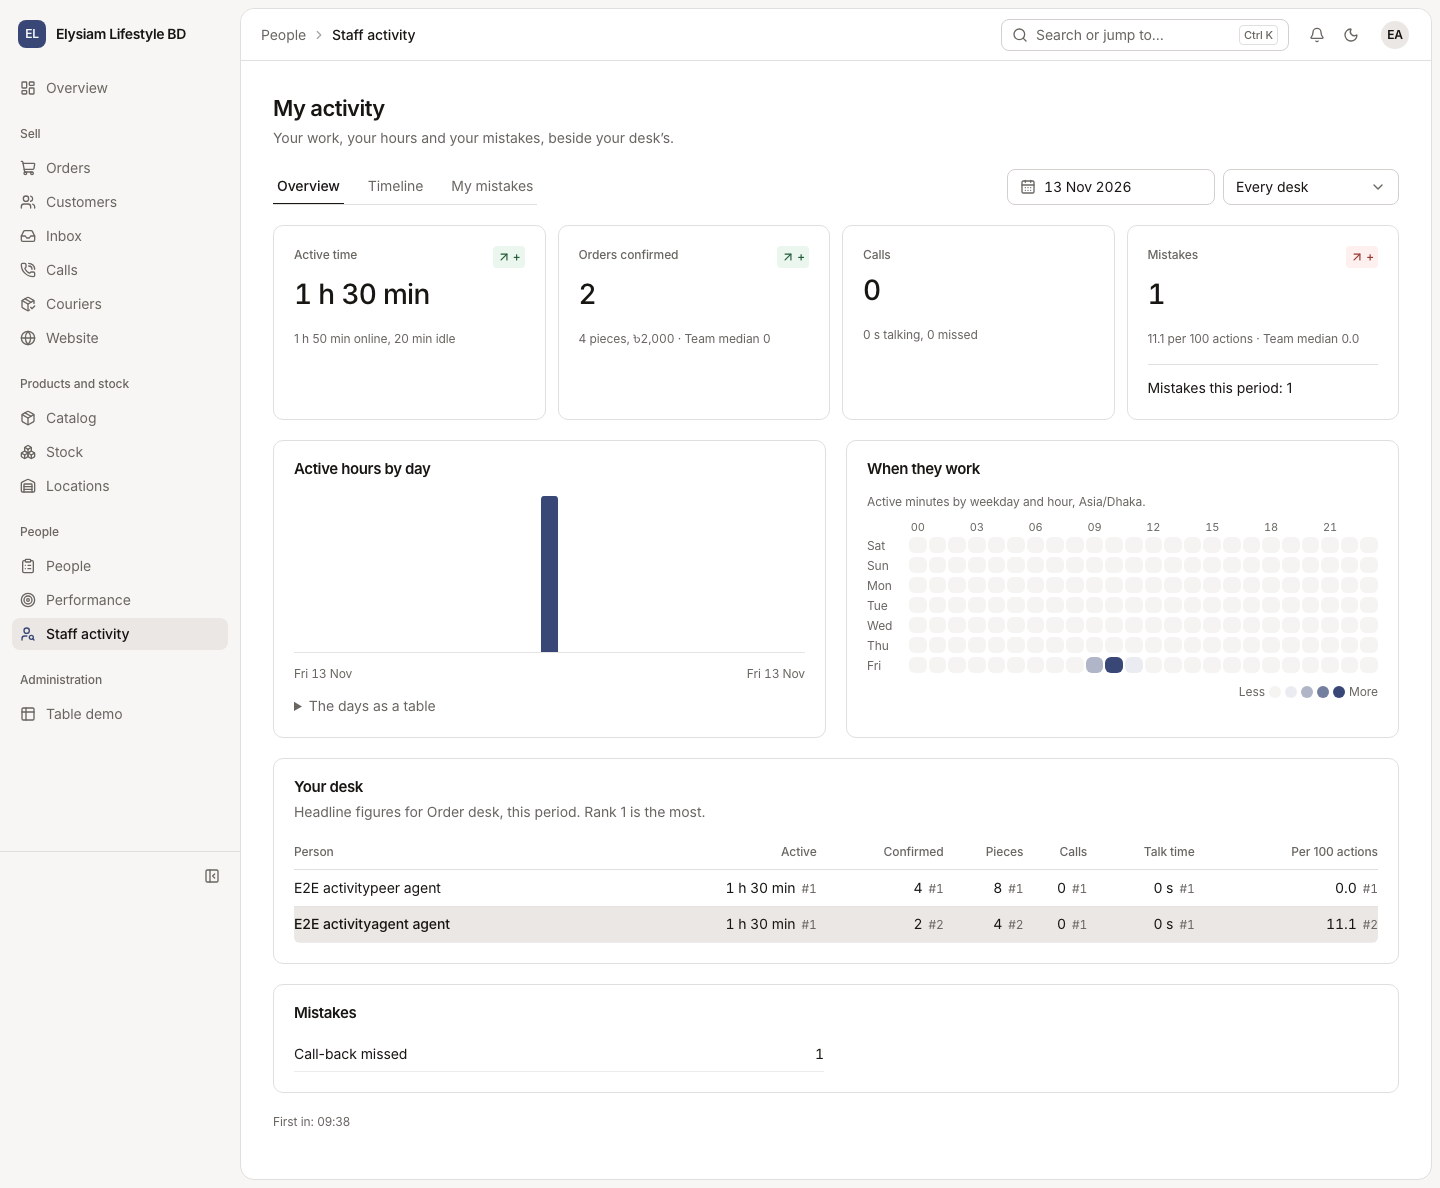 EL Elysiam Lifestyle BD
Overview
Sell
Orders
Customers
Inbox
Calls
Couriers
Website
Products and stock
Catalog
Stock
Locations
People
People
Performance
Staff activity
Administration
Table demo
People > Staff activity
Search or jump to... Ctrl K
EA
My activity
Your work, your hours and your mistakes, beside your desk’s.
Overview Timeline My mistakes
13 Nov 2026 Every desk
Active time +
1 h 30 min
1 h 50 min online, 20 min idle
Orders confirmed +
2
4 pieces, ৳2,000 · Team median 0
Calls
0
0 s talking, 0 missed
Mistakes +
1
11.1 per 100 actions · Team median 0.0
Mistakes this period: 1
Active hours by day
Fri 13 Nov Fri 13 Nov
The days as a table
When they work
Active minutes by weekday and hour, Asia/Dhaka.
00 03 06 09 12 15 18 21
Sat
Sun
Mon
Tue
Wed
Thu
Fri
Less More
Your desk
Headline figures for Order desk, this period. Rank 1 is the most.
Person Active Confirmed Pieces Calls Talk time Per 100 actions
E2E activitypeer agent 1 h 30 min #1 4 #1 8 #1 0 #1 0 s #1 0.0 #1
E2E activityagent agent 1 h 30 min #1 2 #2 4 #2 0 #1 0 s #1 11.1 #2
Mistakes
Call-back missed 1
First in: 09:38